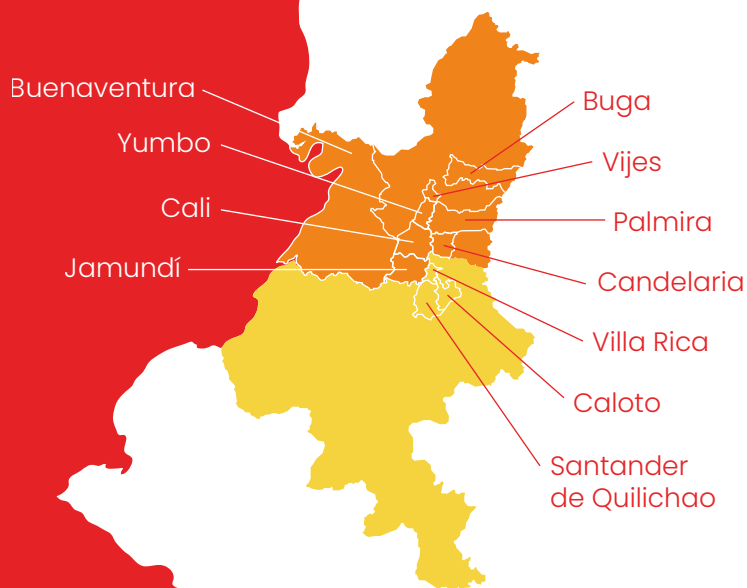 Buenaventura
Yumbo
Cali
Jamundí
Buga
Vijes
Palmira
Candelaria
Villa Rica
Caloto
Santander
de Quilichao